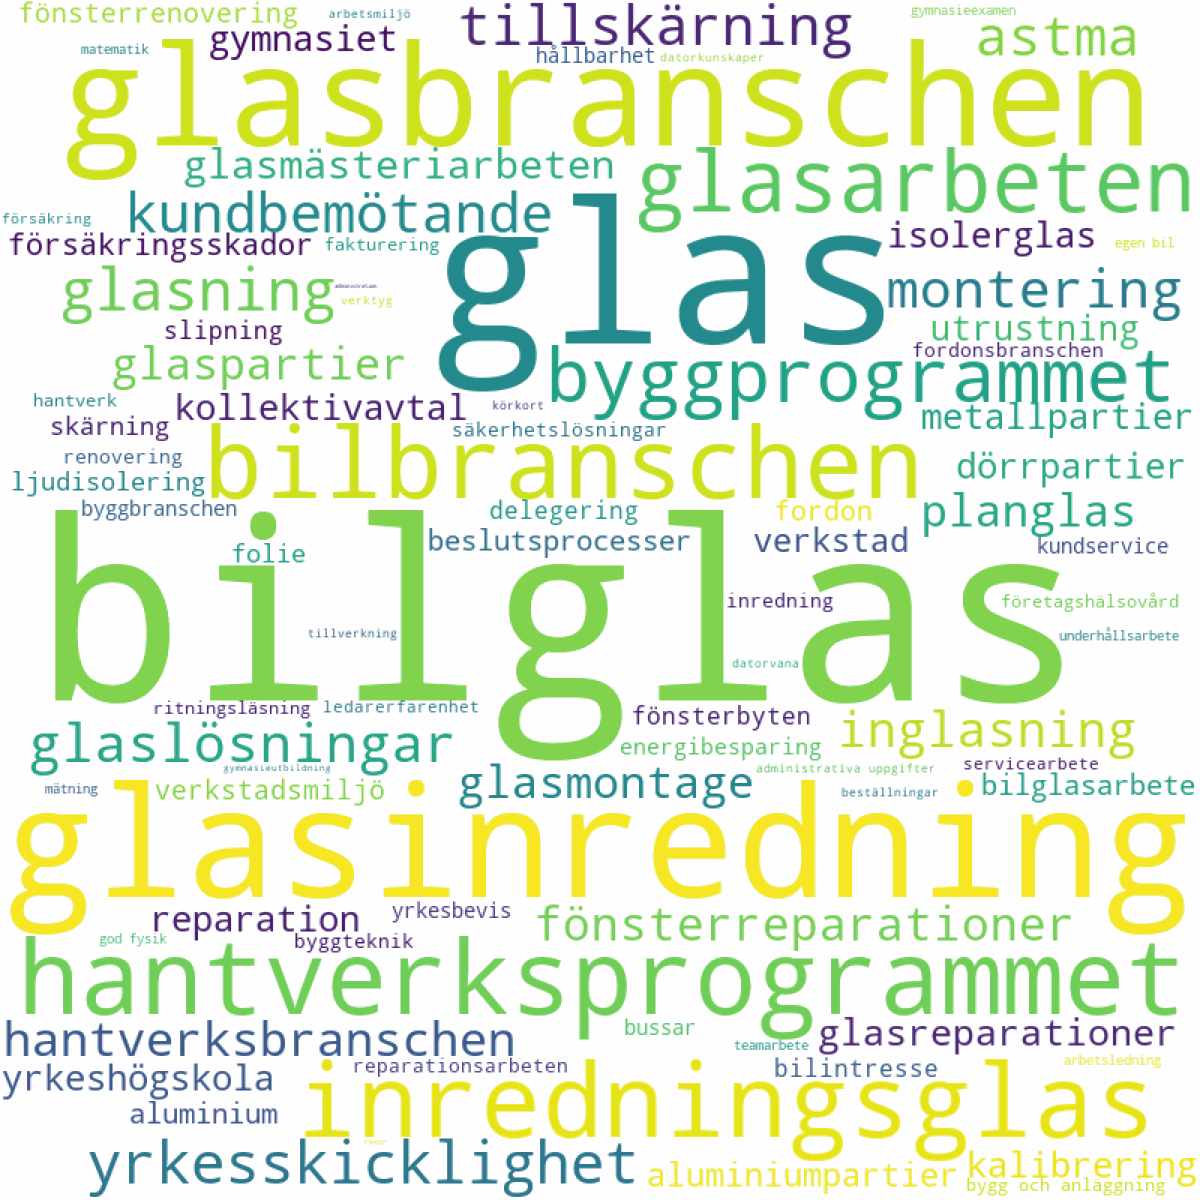 fönsterrenovering
arbetsmiljö
tillskärning
gymnasieexamen
matematik
gymnasiet
hållbarhet
datorkunskaper
astma
glasbranschen
glasmästeriarbeten
glasarbeten
försäkring
kundbemötande
glas
försäkringsskador
fakturering
isolerglas
egen bil
glasning
administration
verktyg
montering
slipning
utrustning
glaspartier
fordonsbranschen
byggprogrammet
hantverk
kollektivavtal
körkort
metallpartier
skärning
säkerhetslösningar
renovering
bilbranschen
dörrpartier
ljudisolering
byggbranschen
delegering
fordon
planglas
folie
beslutsprocesser
verkstad
kundservice
bilglas
inredning
företagshälsovård
tillverkning
underhållsarbete
datorvana
ritningsläsning
ledarerfarenhet
fönsterbyten
inglasning
glaslösningar
energibesparing
gymnasieutbildning
administrativa uppgifter
servicearbete
mätning
verkstadsmiljö
glasmontage
beställningar
bilglasarbete
glasinredning
reparation
yrkesbevis
fönsterreparationer
god fysik
byggteknik
hantverksprogrammet
hantverksbranschen
bussar
glasreparationer
teamarbete
yrkeshögskola
reparationsarbeten
bilintresse
arbetsledning
aluminium
inredningsglas
yrkesskicklighet
aluminiumpartier
kalibrering
bygg och anläggning